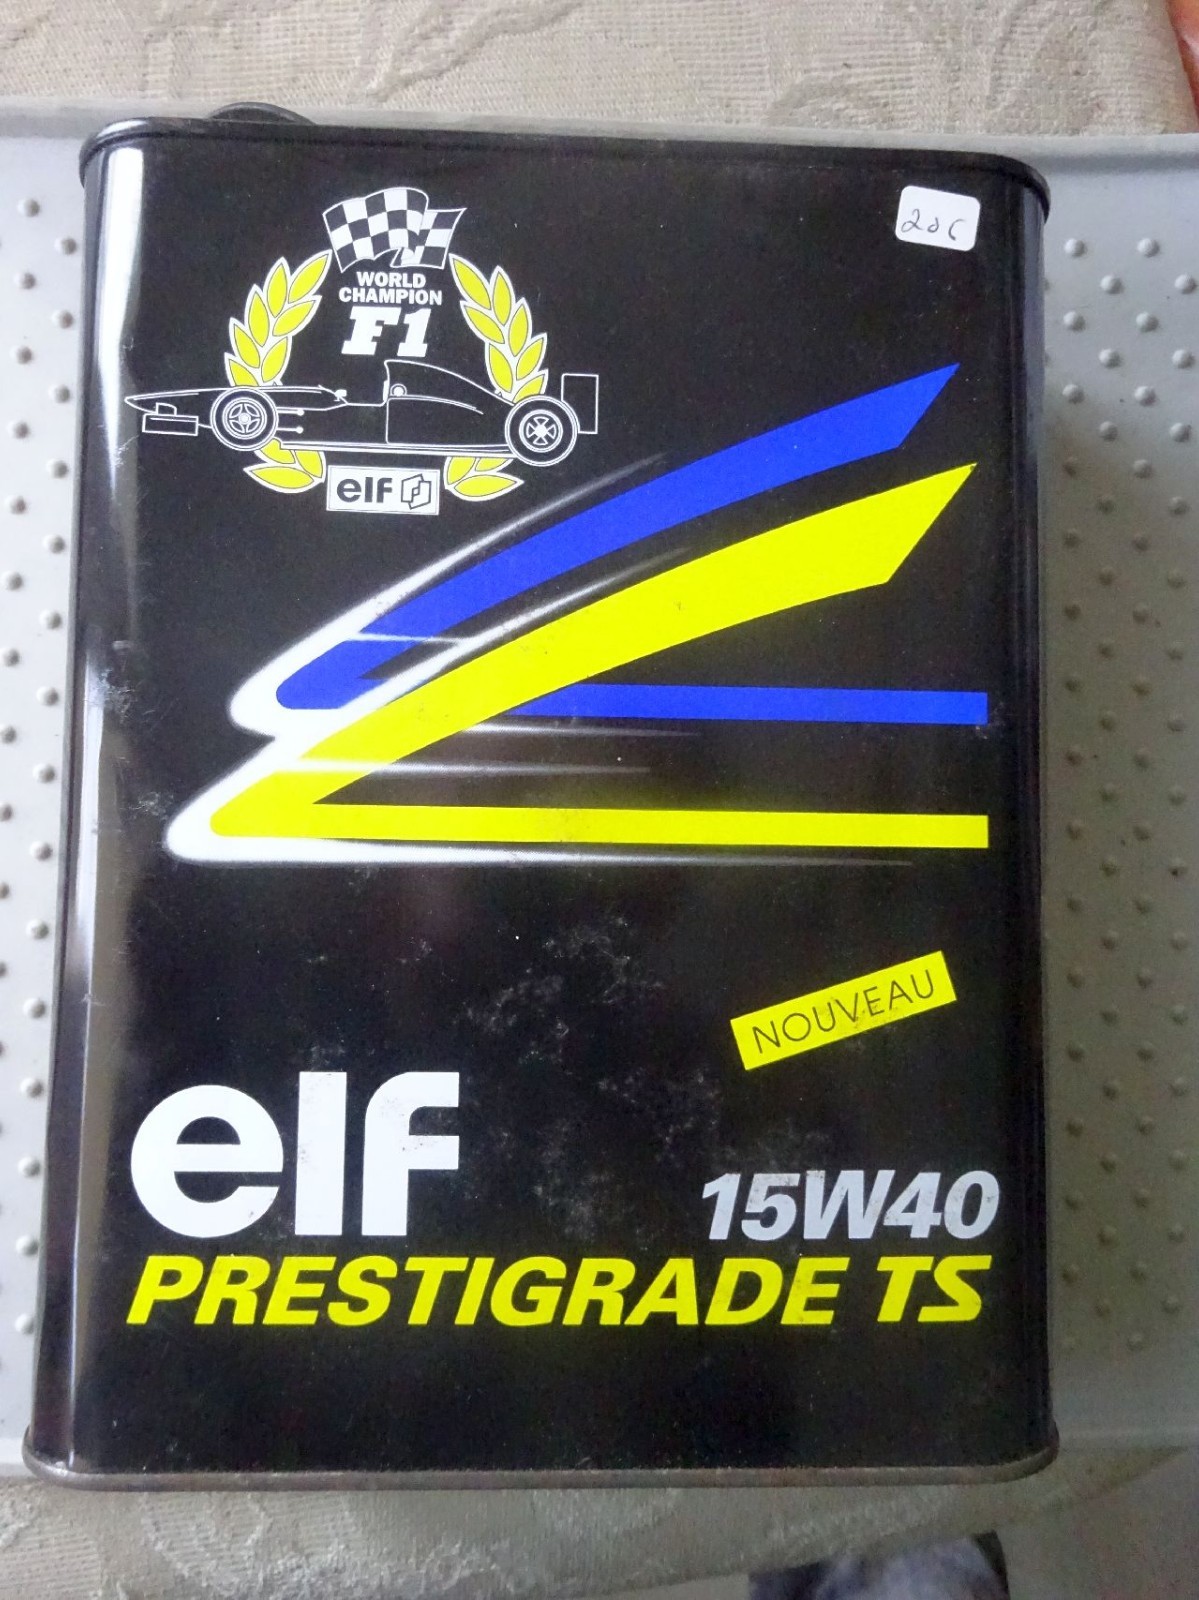 WORLD
CHAMPION
F1
elf
NOUVEAU
elf
15W40
PRESTIGRADE TS